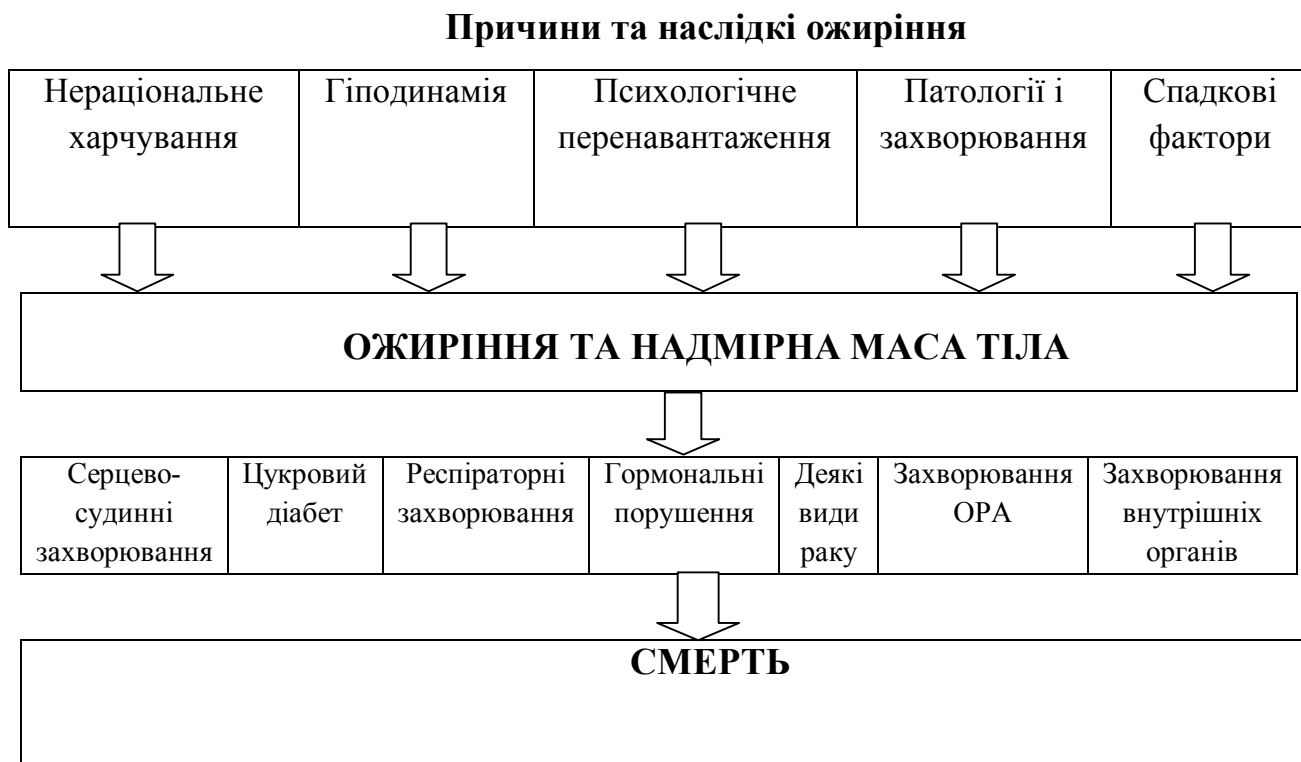 Причини та наслідкі ожиріння
Нераціональне
харчування
Гіподинамія
Психологічне
перенавантаження
Патології і
захворювання
Спадкові
фактори
ОЖИРІННЯ ТА НАДМІРНА МАСА ТІЛА
Серцево-
судинні
захворювання
Цукровий
діабет
Респіраторні
захворювання
Гормональні
порушення
Деякі
види
раку
Захворювання
ОРА
Захворювання
внутрішніх
органів
СМЕРТЬ